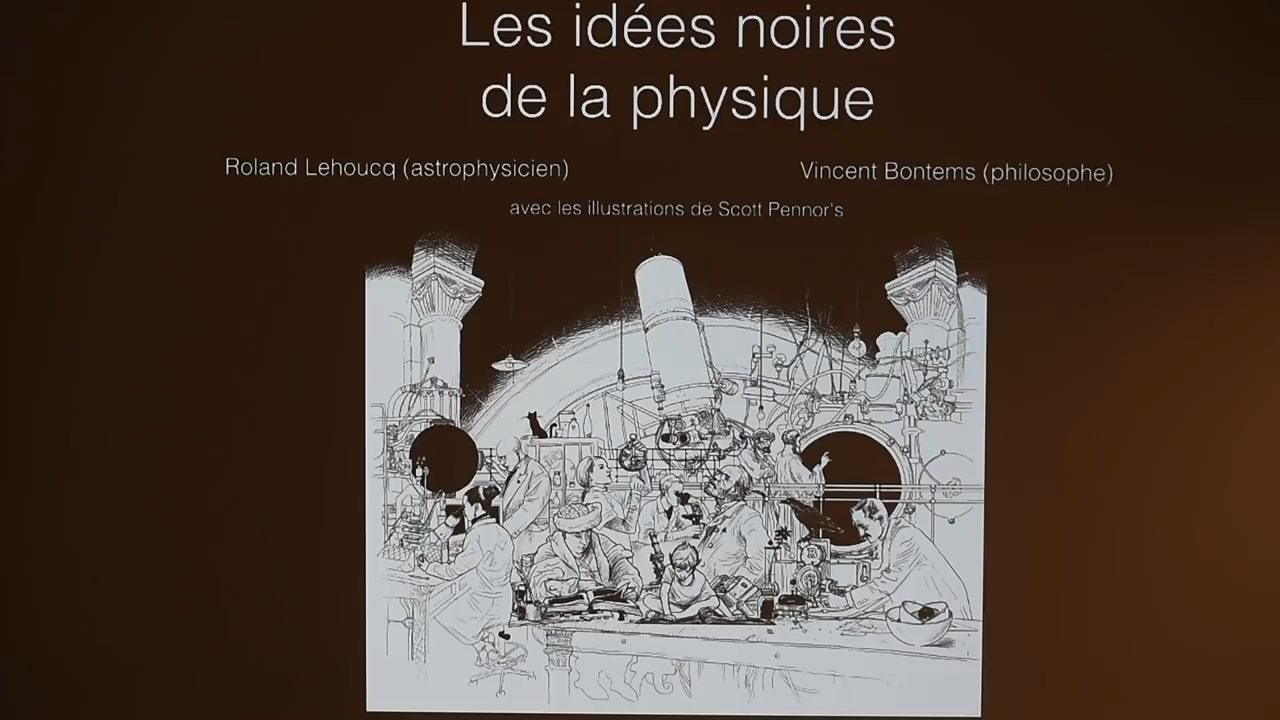 Les idées noires
de la physique
Roland Lehoucq (astrophysicien)
Vincent Bontems (philosophe)
avec les illustrations de Scott Pennor's